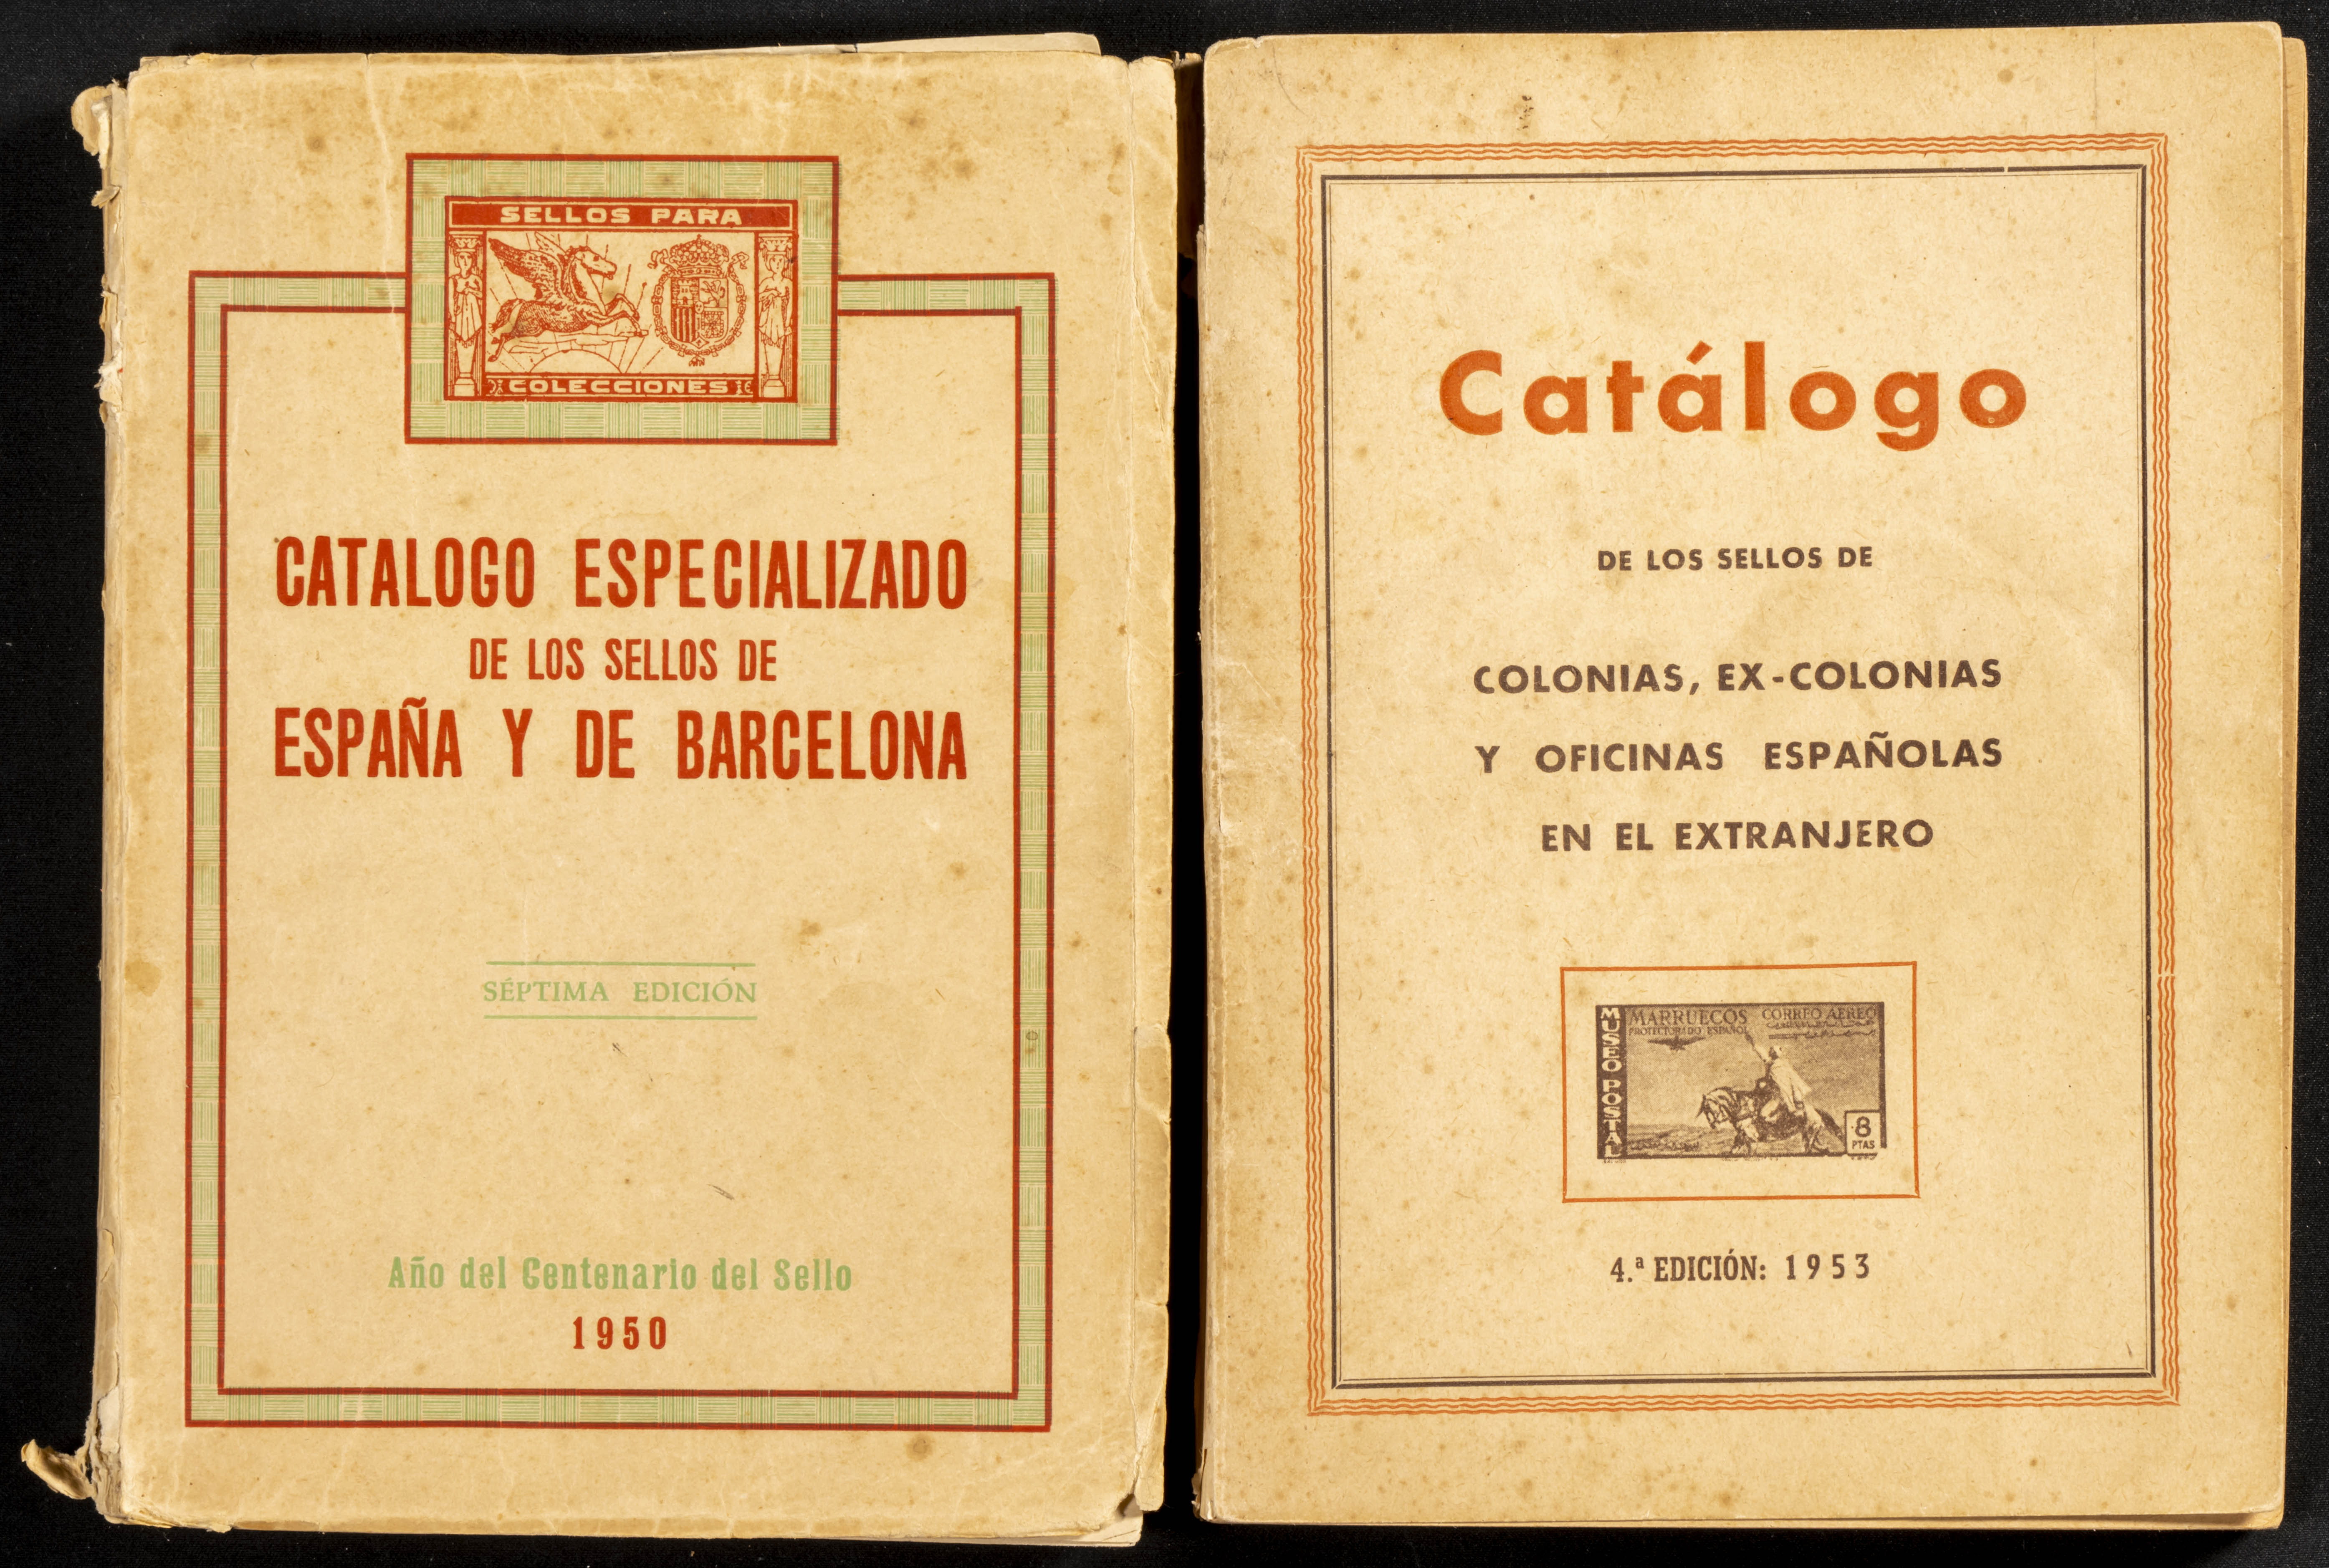 SELLOS PARA
COLECCIONES
CATALOGO ESPECIALIZADO
DE LOS SELLOS DE
ESPAÑA Y DE BARCELONA
SÉPTIMA EDICIÓN
Año del Centenario del Sello
1950
Catálogo
DE LOS SELLOS DE
COLONIAS, EX-COLONIAS
Y OFICINAS ESPAÑOLAS
EN EL EXTRANJERO
MUSEO POSTAL
MARRUECOS CORREO AEREO
PROTECTORADO ESPAÑOL
8
PTAS
4.ª EDICIÓN: 1953